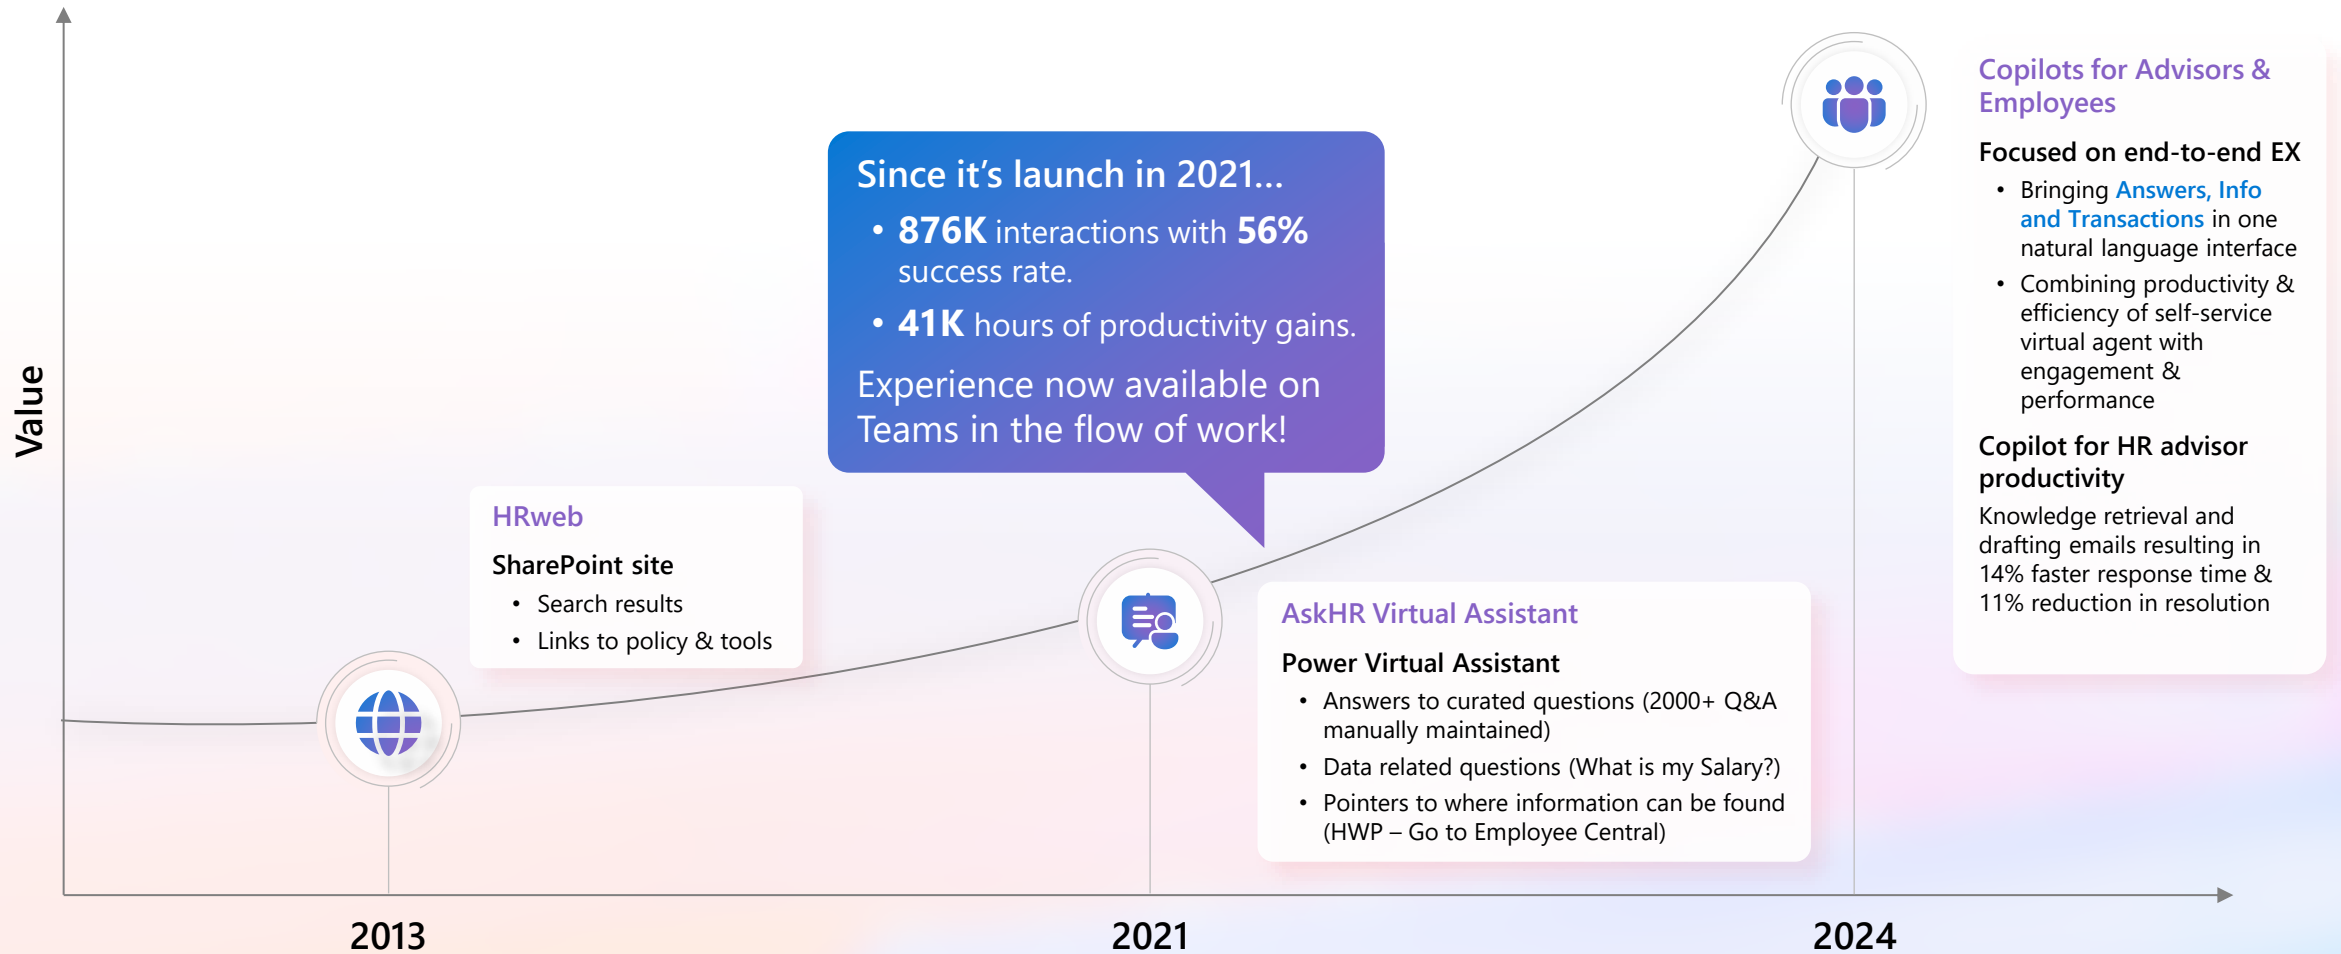 Value
HRweb
SharePoint site
• Search results
• Links to policy & tools
Since it’s launch in 2021...
• 876K interactions with 56%
success rate.
• 41K hours of productivity gains.
Experience now available on
Teams in the flow of work!
AskHR Virtual Assistant
Power Virtual Assistant
• Answers to curated questions (2000+ Q&A
manually maintained)
• Data related questions (What is my Salary?)
• Pointers to where information can be found
(HWP – Go to Employee Central)
Copilots for Advisors &
Employees
Focused on end-to-end EX
• Bringing Answers, Info
and Transactions in one
natural language interface
• Combining productivity &
efficiency of self-service
virtual agent with
engagement &
performance
Copilot for HR advisor
productivity
Knowledge retrieval and
drafting emails resulting in
14% faster response time &
11% reduction in resolution
2013
2021
2024